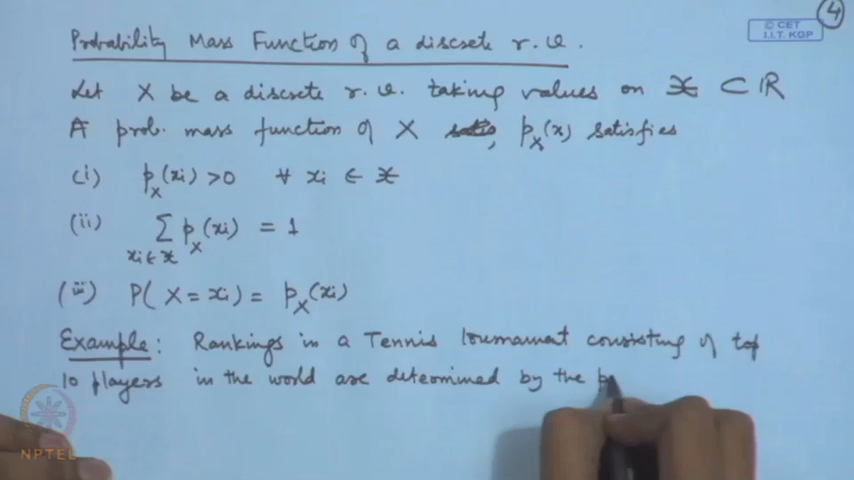 4
© CET
I.I.T. KGP
Probability Mass Function of a discrete r. v.
Let X be a discrete r. v. taking values on 𝒳 ⊂ ℝ
A prob. mass function of X, p_X(x) satisfies
(i) p_X(xi) > 0 ∀ xi ∈ 𝒳
(ii) ∑_{xi ∈ 𝒳} p_X(xi) = 1
(iii) P(X = xi) = p_X(xi)
Example: Rankings in a Tennis tournament consisting of top
10 players in the world are determined by the
NPTEL